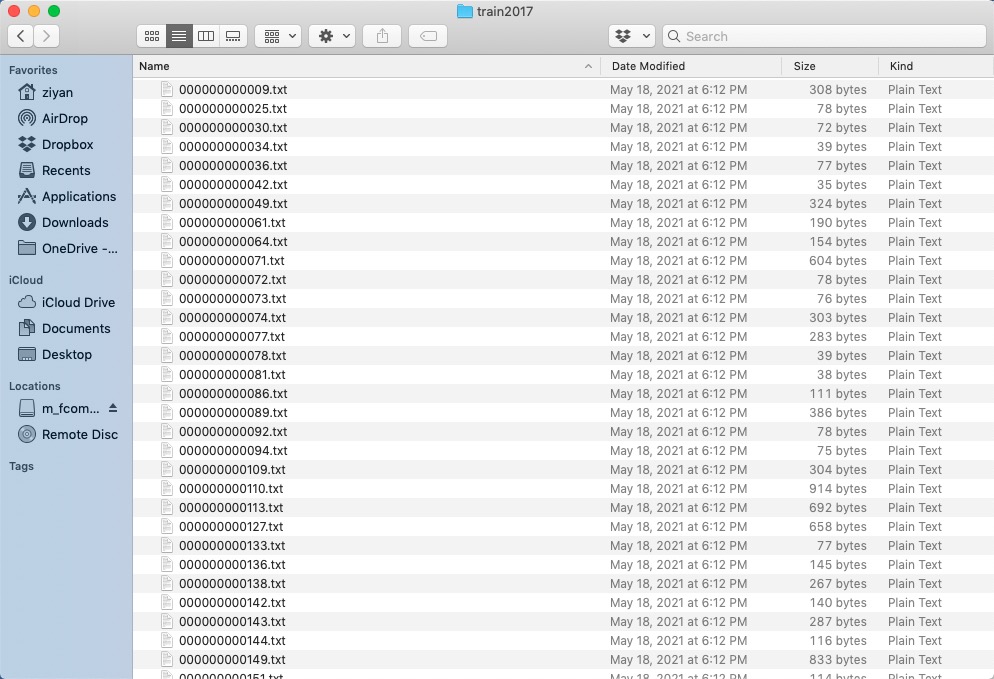 train2017
Search
Favorites
ziyan
AirDrop
Dropbox
Recents
Applications
Downloads
OneDrive -...
iCloud
iCloud Drive
Documents
Desktop
Locations
m_fcom...
Remote Disc
Tags
Name Date Modified Size Kind
000000000009.txt May 18, 2021 at 6:12 PM 308 bytes Plain Text
000000000025.txt May 18, 2021 at 6:12 PM 78 bytes Plain Text
000000000030.txt May 18, 2021 at 6:12 PM 72 bytes Plain Text
000000000034.txt May 18, 2021 at 6:12 PM 39 bytes Plain Text
000000000036.txt May 18, 2021 at 6:12 PM 77 bytes Plain Text
000000000042.txt May 18, 2021 at 6:12 PM 35 bytes Plain Text
000000000049.txt May 18, 2021 at 6:12 PM 324 bytes Plain Text
000000000061.txt May 18, 2021 at 6:12 PM 190 bytes Plain Text
000000000064.txt May 18, 2021 at 6:12 PM 154 bytes Plain Text
000000000071.txt May 18, 2021 at 6:12 PM 604 bytes Plain Text
000000000072.txt May 18, 2021 at 6:12 PM 78 bytes Plain Text
000000000073.txt May 18, 2021 at 6:12 PM 76 bytes Plain Text
000000000074.txt May 18, 2021 at 6:12 PM 303 bytes Plain Text
000000000077.txt May 18, 2021 at 6:12 PM 283 bytes Plain Text
000000000078.txt May 18, 2021 at 6:12 PM 39 bytes Plain Text
000000000081.txt May 18, 2021 at 6:12 PM 38 bytes Plain Text
000000000086.txt May 18, 2021 at 6:12 PM 111 bytes Plain Text
000000000089.txt May 18, 2021 at 6:12 PM 386 bytes Plain Text
000000000092.txt May 18, 2021 at 6:12 PM 78 bytes Plain Text
000000000094.txt May 18, 2021 at 6:12 PM 75 bytes Plain Text
000000000109.txt May 18, 2021 at 6:12 PM 304 bytes Plain Text
000000000110.txt May 18, 2021 at 6:12 PM 914 bytes Plain Text
000000000113.txt May 18, 2021 at 6:12 PM 692 bytes Plain Text
000000000127.txt May 18, 2021 at 6:12 PM 658 bytes Plain Text
000000000133.txt May 18, 2021 at 6:12 PM 77 bytes Plain Text
000000000136.txt May 18, 2021 at 6:12 PM 145 bytes Plain Text
000000000138.txt May 18, 2021 at 6:12 PM 267 bytes Plain Text
000000000142.txt May 18, 2021 at 6:12 PM 140 bytes Plain Text
000000000143.txt May 18, 2021 at 6:12 PM 287 bytes Plain Text
000000000144.txt May 18, 2021 at 6:12 PM 116 bytes Plain Text
000000000149.txt May 18, 2021 at 6:12 PM 833 bytes Plain Text
000000000151.txt May 18, 2021 at 6:12 PM 114 bytes Plain Text